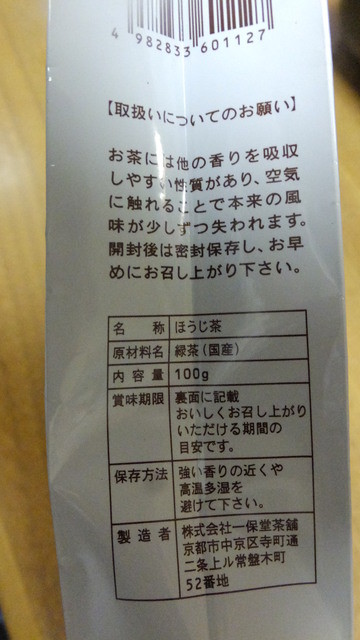 4 982833 601127
【取扱いについてのお願い】
お茶には他の香りを吸収
しやすい性質があり、空気
に触れることで本来の風
味が少しずつ失われます。
開封後は密封保存し、お早
めにお召し上がり下さい。
名 称 ほうじ茶
原材料名 緑茶(国産)
内容量 100g
賞味期限 裏面に記載
おいしくお召し上がり
いただける期間の
目安です。
保存方法 強い香りの近くや
高温多湿を
避けて下さい。
製造者 株式会社一保堂茶舗
京都市中京区寺町通
二条上ル常盤木町
52番地